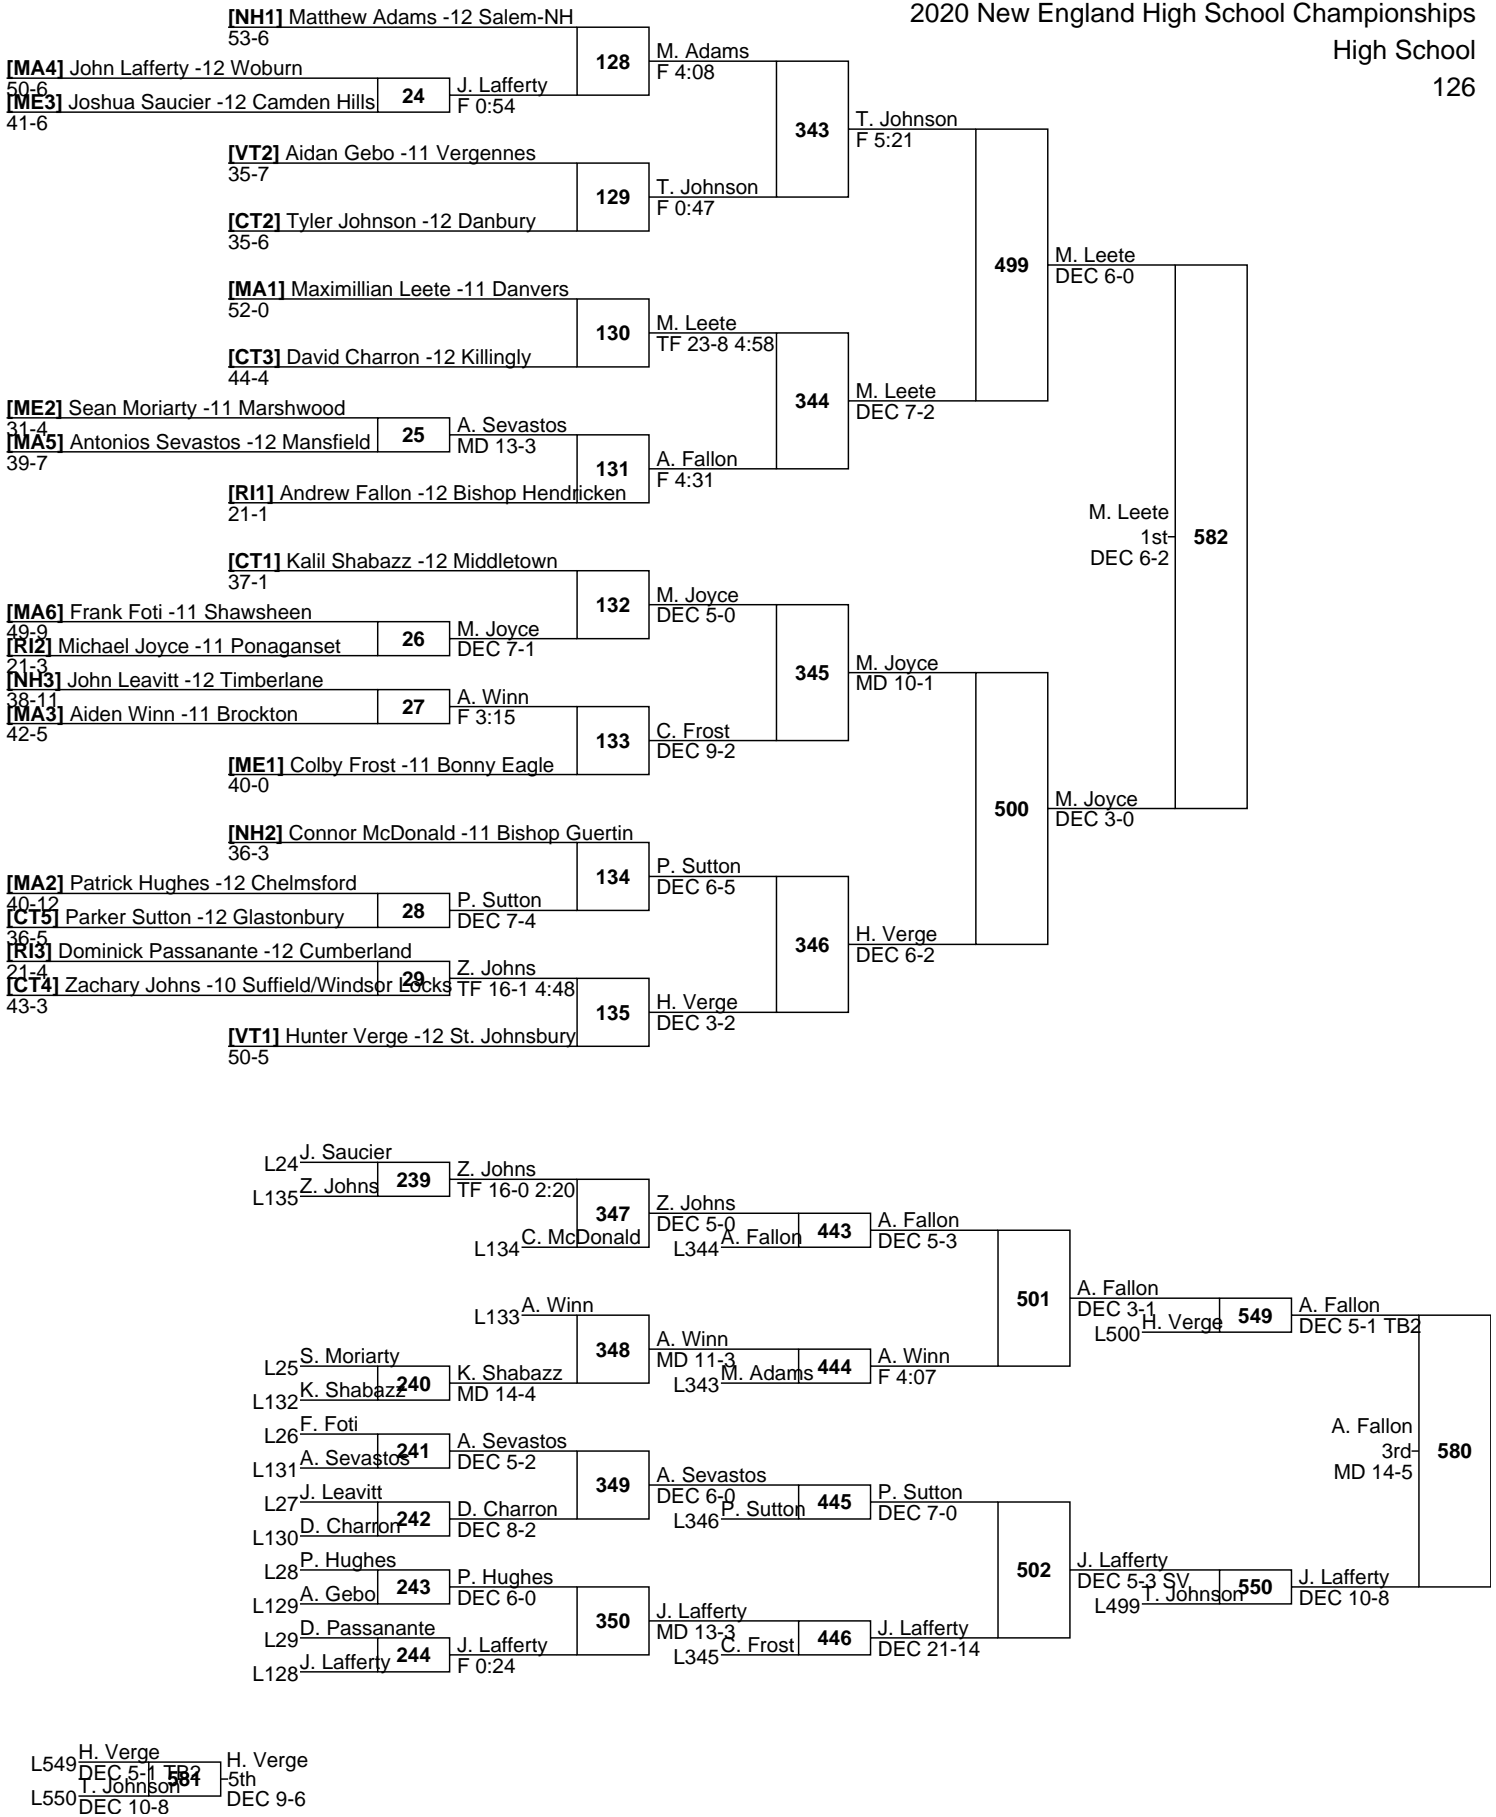 2020 New England High School Championships
High School
126
[NH1] Matthew Adams -12 Salem-NH
53-6
128
M. Adams
F 4:08
[MA4] John Lafferty -12 Woburn
50-6
[ME3] Joshua Saucier -12 Camden Hills
41-6
24
J. Lafferty
F 0:54
343
T. Johnson
F 5:21
[VT2] Aidan Gebo -11 Vergennes
35-7
129
T. Johnson
F 0:47
[CT2] Tyler Johnson -12 Danbury
35-6
499
M. Leete
DEC 6-0
[MA1] Maximillian Leete -11 Danvers
52-0
130
M. Leete
TF 23-8 4:58
[CT3] David Charron -12 Killingly
44-4
344
M. Leete
DEC 7-2
[ME2] Sean Moriarty -11 Marshwood
31-4
[MA5] Antonios Sevastos -12 Mansfield
39-7
25
A. Sevastos
MD 13-3
131
A. Fallon
F 4:31
[RI1] Andrew Fallon -12 Bishop Hendricken
21-1
M. Leete
1st
DEC 6-2
582
[CT1] Kalil Shabazz -12 Middletown
37-1
132
M. Joyce
DEC 5-0
[MA6] Frank Foti -11 Shawsheen
49-9
[RI2] Michael Joyce -11 Ponaganset
21-3
26
M. Joyce
DEC 7-1
345
M. Joyce
MD 10-1
[NH3] John Leavitt -12 Timberlane
38-11
[MA3] Aiden Winn -11 Brockton
42-5
27
A. Winn
F 3:15
133
C. Frost
DEC 9-2
[ME1] Colby Frost -11 Bonny Eagle
40-0
500
M. Joyce
DEC 3-0
[NH2] Connor McDonald -11 Bishop Guertin
36-3
134
P. Sutton
DEC 6-5
[MA2] Patrick Hughes -12 Chelmsford
40-12
[CT5] Parker Sutton -12 Glastonbury
36-5
28
P. Sutton
DEC 7-4
346
H. Verge
DEC 6-2
[RI3] Dominick Passanante -12 Cumberland
21-4
[CT4] Zachary Johns -10 Suffield/Windsor Locks
43-3
29
Z. Johns
TF 16-1 4:48
135
H. Verge
DEC 3-2
[VT1] Hunter Verge -12 St. Johnsbury
50-5
L24 J. Saucier
L135 Z. Johns
239
Z. Johns
TF 16-0 2:20
347
L134 C. McDonald
Z. Johns
DEC 5-0
L344 A. Fallon
443
A. Fallon
DEC 5-3
501
A. Fallon
DEC 3-1
L500 H. Verge
549
A. Fallon
DEC 5-1 TB2
L133 A. Winn
348
A. Winn
MD 11-3
L343 M. Adams
444
A. Winn
F 4:07
L25 S. Moriarty
L132 K. Shabazz
240
K. Shabazz
MD 14-4
L26 F. Foti
L131 A. Sevastos
241
A. Sevastos
DEC 5-2
349
A. Sevastos
DEC 6-0
L346 P. Sutton
445
P. Sutton
DEC 7-0
A. Fallon
3rd
MD 14-5
580
L27 J. Leavitt
L130 D. Charron
242
D. Charron
DEC 8-2
502
J. Lafferty
DEC 5-3 SV
L499 T. Johnson
550
J. Lafferty
DEC 10-8
L28 P. Hughes
L129 A. Gebo
243
P. Hughes
DEC 6-0
350
J. Lafferty
MD 13-3
L345 C. Frost
446
J. Lafferty
DEC 21-14
L29 D. Passanante
L128 J. Lafferty
244
J. Lafferty
F 0:24
L549 H. Verge
DEC 5-1 TB2
L550 T. Johnson
DEC 10-8
581
H. Verge
5th
DEC 9-6